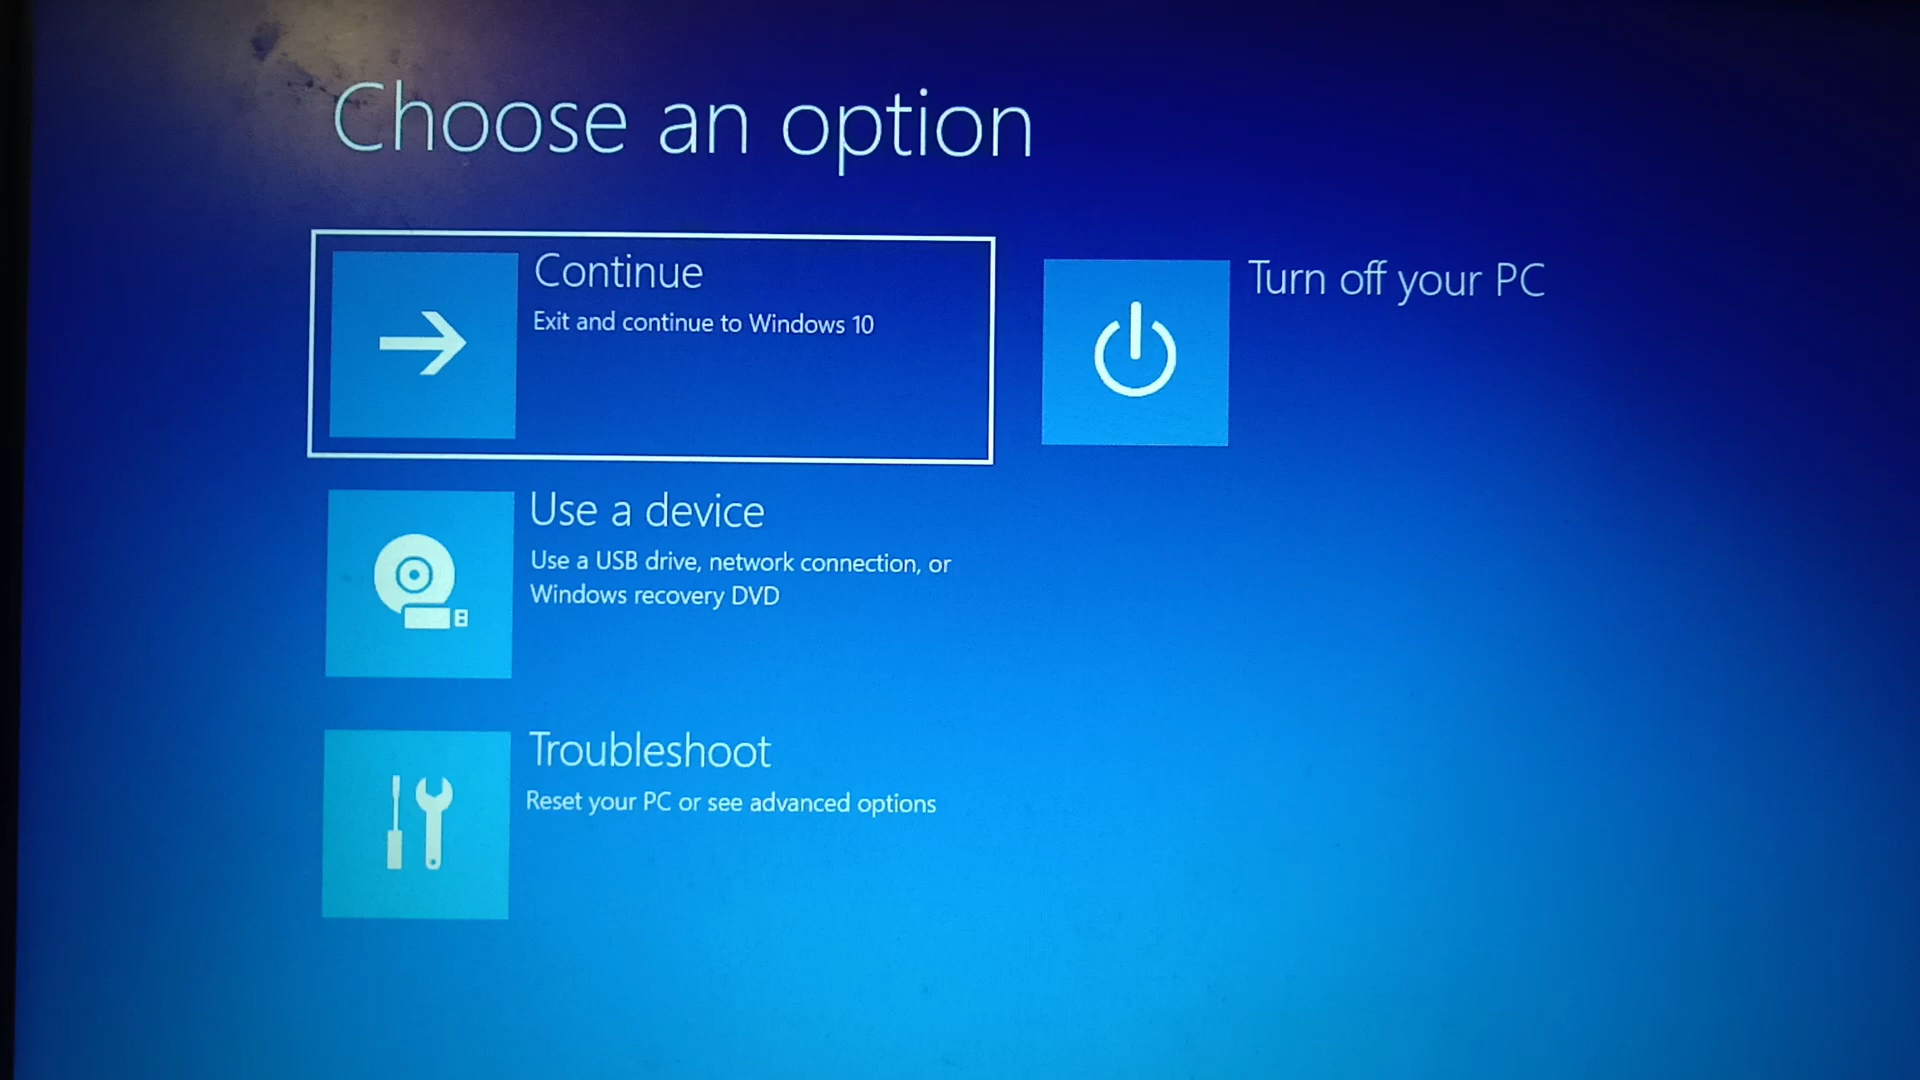 Choose an option
Continue
Exit and continue to Windows 10
Turn off your PC
Use a device
Use a USB drive, network connection, or
Windows recovery DVD
Troubleshoot
Reset your PC or see advanced options